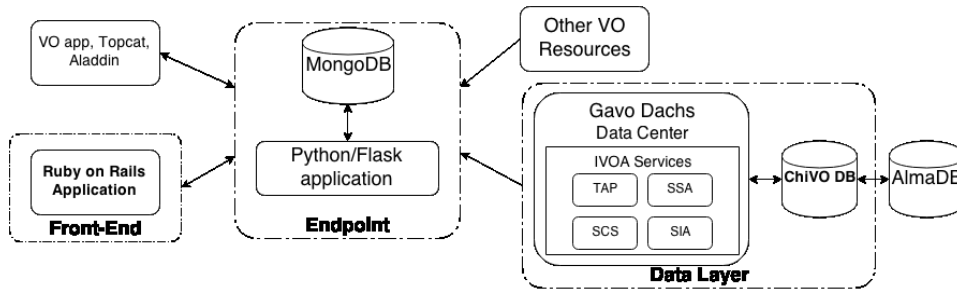 VO app, Topcat,
Aladdin
Ruby on Rails
Application
Front-End
MongoDB
Python/Flask
application
Endpoint
Other VO
Resources
Gavo Dachs
Data Center
IVOA Services
TAP
SSA
SCS
SIA
ChiVO DB
Data Layer
AlmaDB